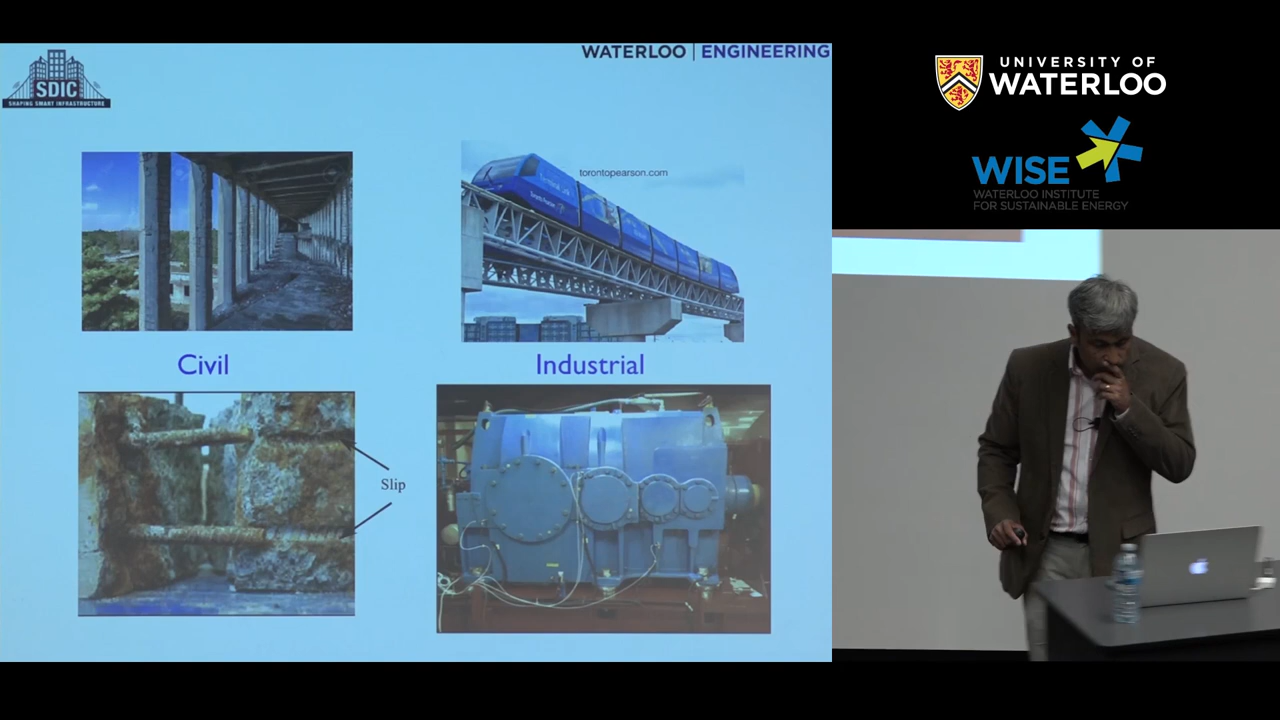 WATERLOO | ENGINEERING
SDIC
SHAPING SMART INFRASTRUCTURE
torontopearson.com
Civil
Industrial
Slip
UNIVERSITY OF
WATERLOO
WISE
WATERLOO INSTITUTE
FOR SUSTAINABLE ENERGY